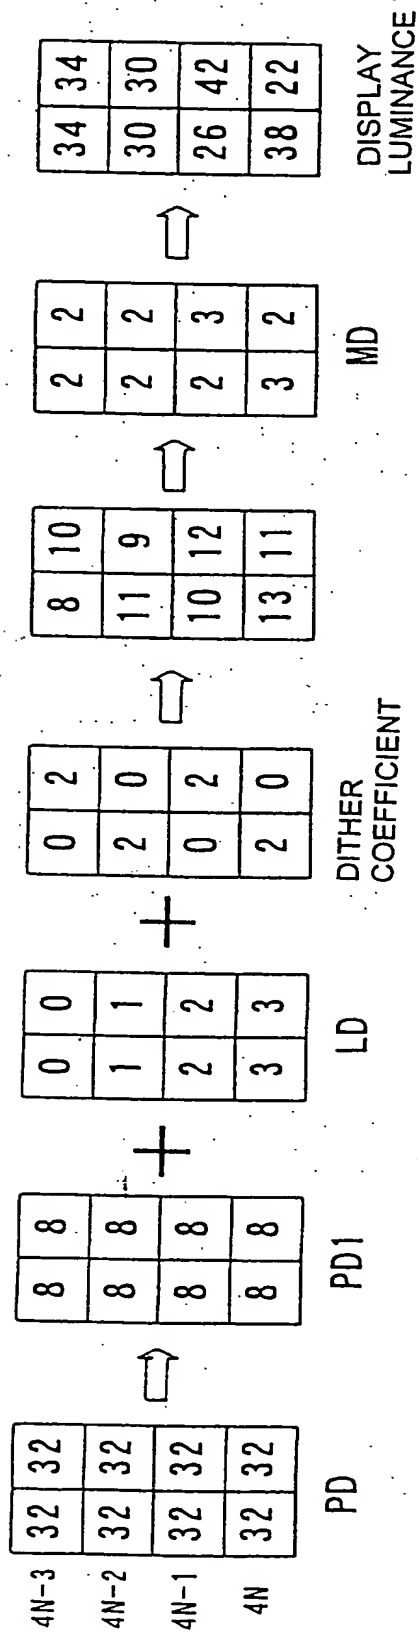 4N-3 32 32 8 8 0 0 0 2 8 10 2 2 34 34
4N-2 32 32 8 8 1 1 2 0 11 9 2 2 30 30
+ +
4N-1 32 32 8 8 2 2 0 2 10 12 2 3 26 42
4N 32 32 8 8 3 3 2 0 13 11 3 2 38 22
PD PD1 LD DITHER MD DISPLAY
COEFFICIENT LUMINANCE